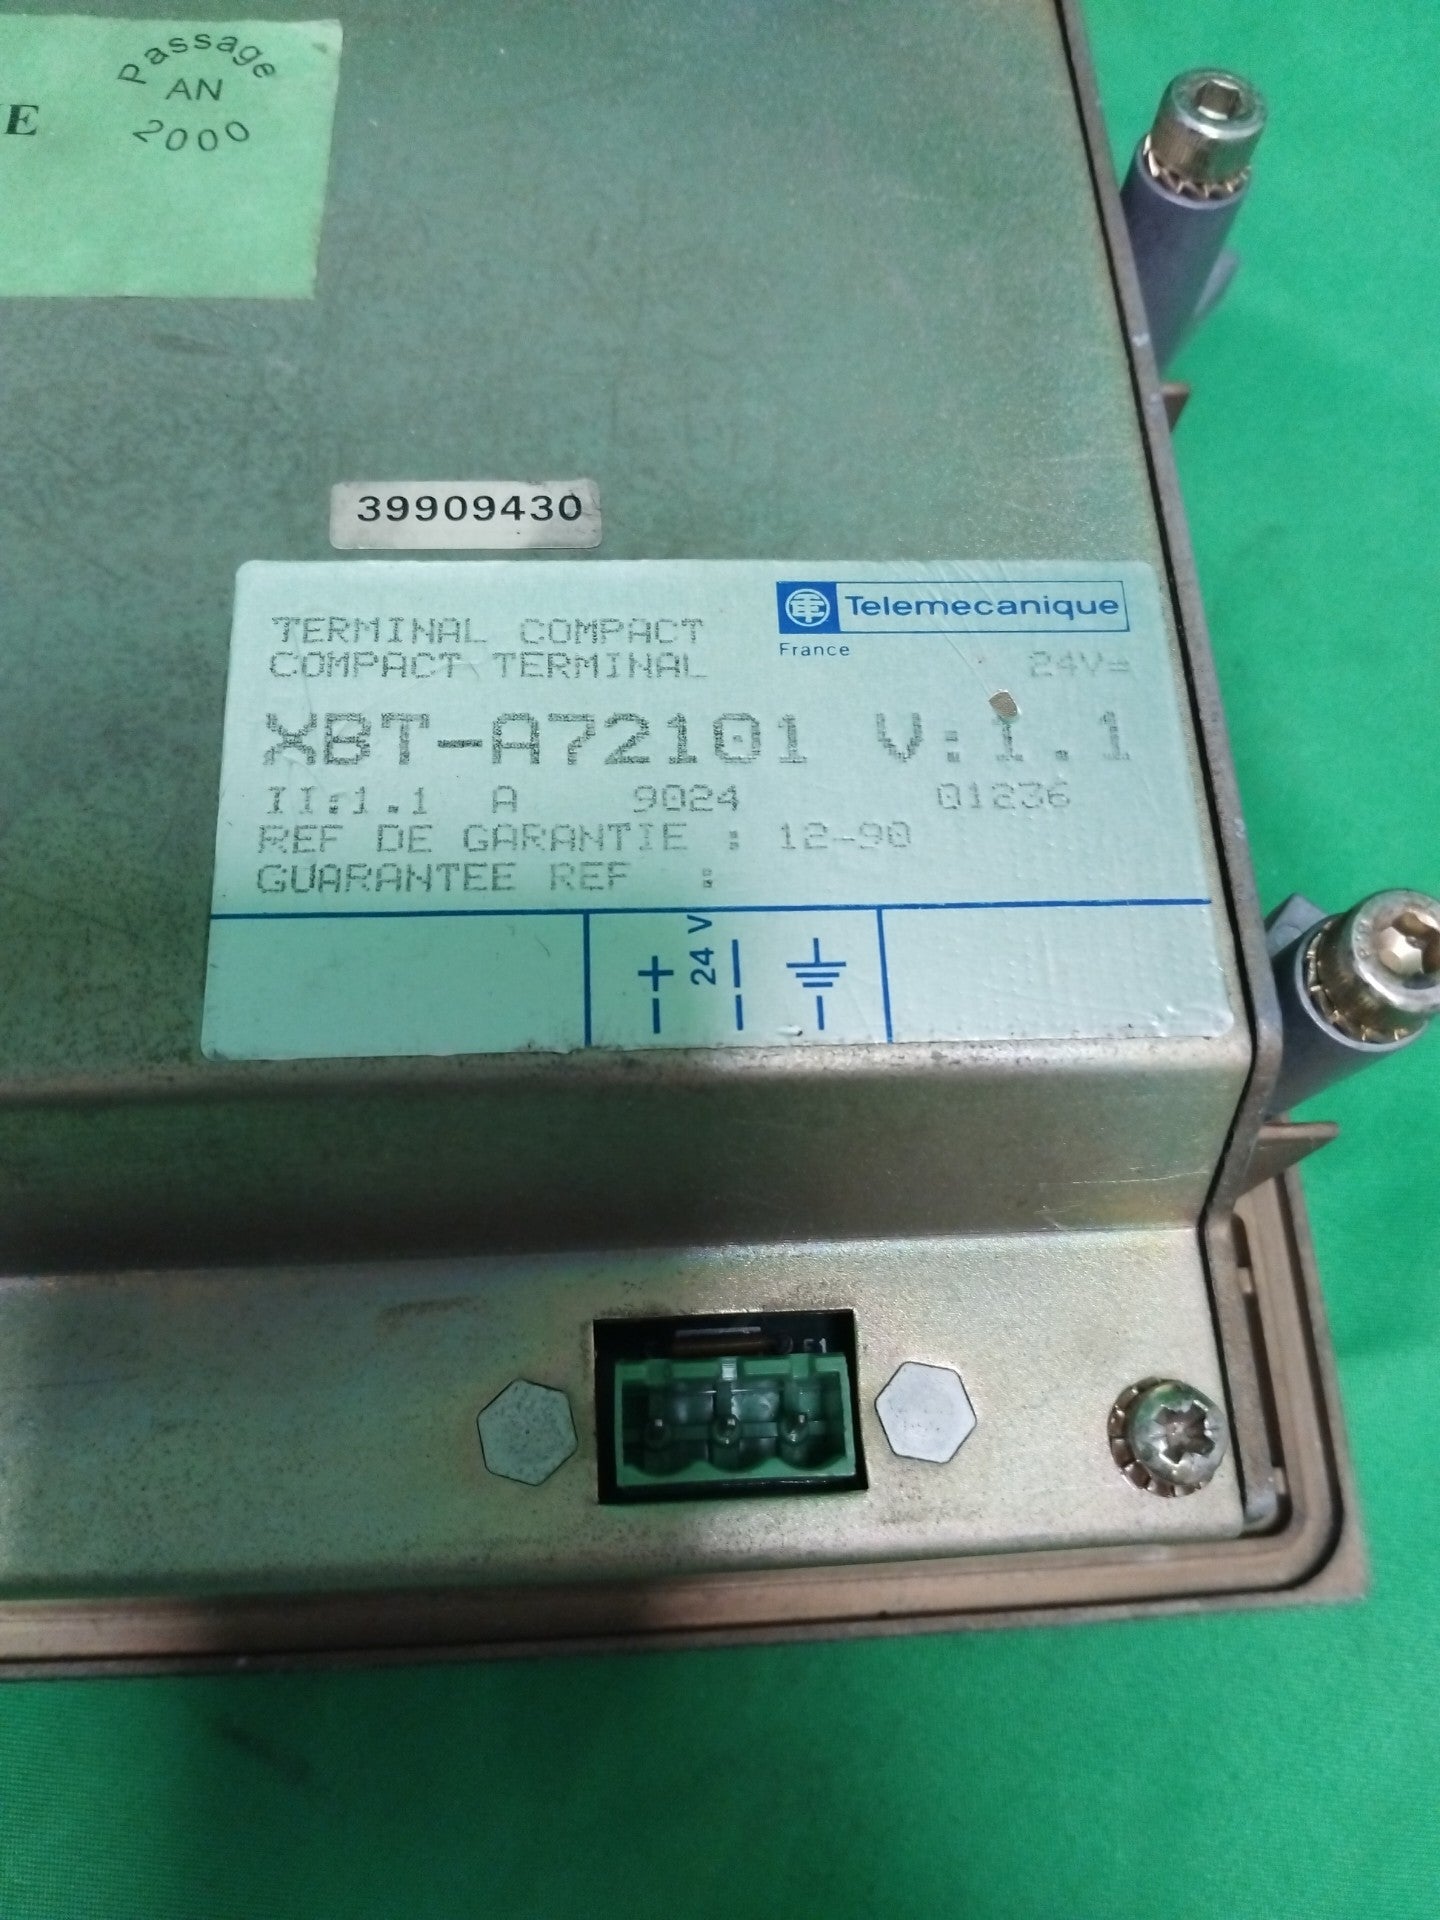 E
Passage
AN
2000
39909430
Telemecanique
France
TERMINAL COMPACT
COMPACT TERMINAL 24V=
XBT-A72101 V:1.1
II:1.1 A 9024 01236
REF DE GARANTIE : 12-90
GUARANTEE REF :
+ 24 V −